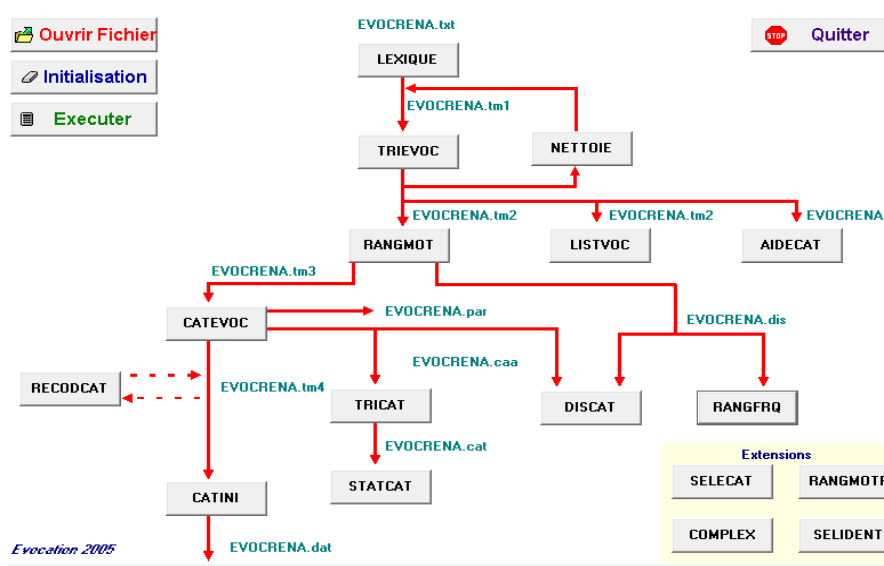 EVOCRENA.txt
Ouvrir Fichier
Quitter
LEXIQUE
Initialisation
EVOCRENA.tm1
Executer
TRIEVOC
NETTOIE
EVOCRENA.tm2
EVOCRENA.tm2
EVOCRENA
RANGMOT
LISTVOC
AIDECAT
EVOCRENA.tm3
EVOCRENA.par
CATEVOC
EVOCRENA.dis
EVOCRENA.caa
RECODCAT
EVOCRENA.tm4
TRICAT
DISCAT
RANGFRQ
EVOCRENA.cat
Extensions
STATCAT
SELECAT
RANGMOTP
CATINI
COMPLEX
SELIDENT
Evocation 2005
EVOCRENA.dat